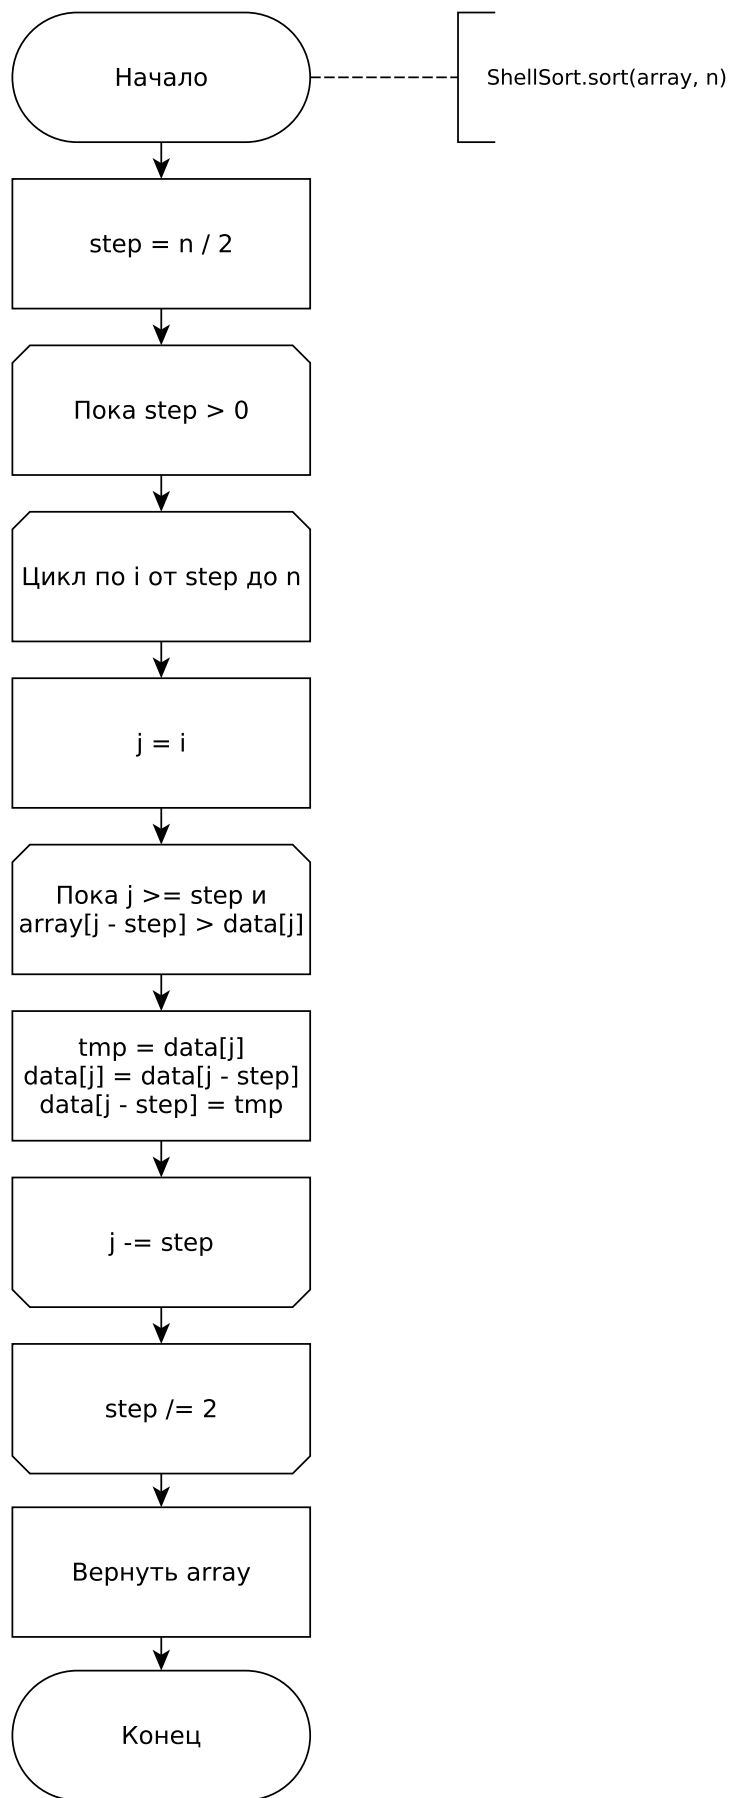 Начало
ShellSort.sort(array, n)
step = n / 2
Пока step > 0
Цикл по i от step до n
j = i
Пока j >= step и
array[j - step] > data[j]
tmp = data[j]
data[j] = data[j - step]
data[j - step] = tmp
j -= step
step /= 2
Вернуть array
Конец